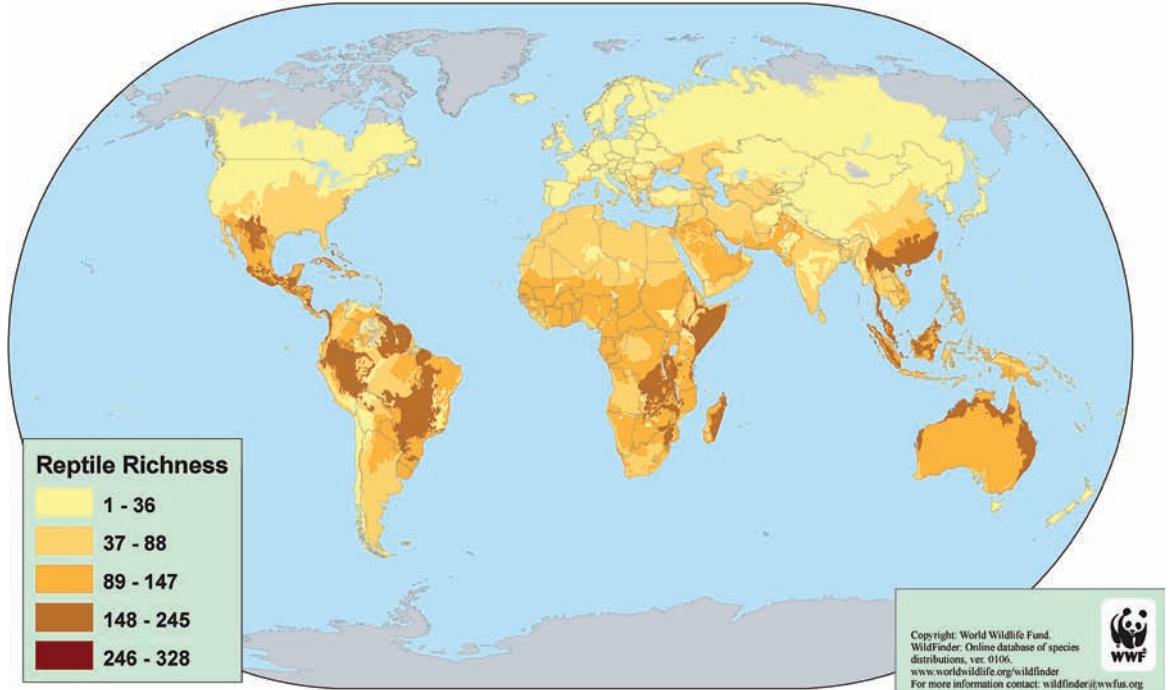 Reptile Richness
1 - 36
37 - 88
89 - 147
148 - 245
246 - 328
Copyright: World Wildlife Fund.
WildFinder: Online database of species
distributions, ver. 0106.
www.worldwildlife.org/wildfinder
For more information contact: wildfinder@wwfus.org
WWF